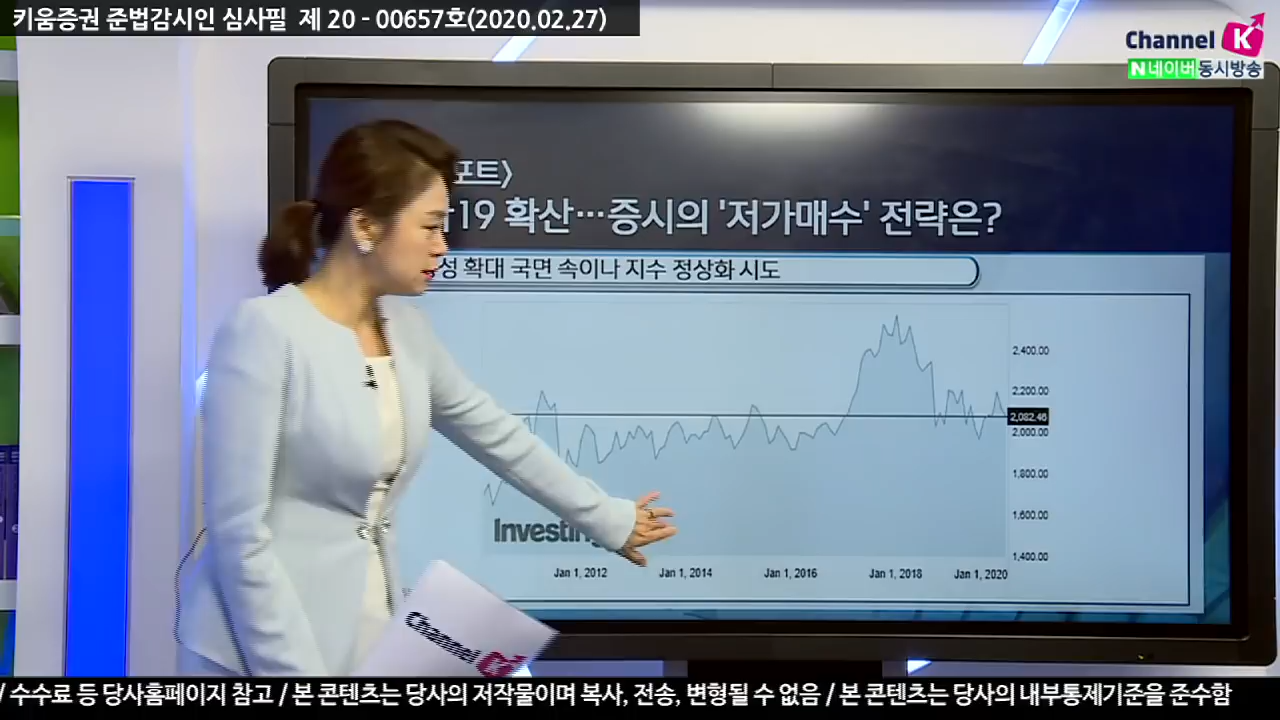 키움증권 준법감시인 심사필 제 20 - 00657호(2020.02.27)
Channel K
N 네이버 동시방송
포트>
19 확산…증시의 '저가매수' 전략은?
성 확대 국면 속이나 지수 정상화 시도
2,400.00
2,200.00
2,082.46
2,000.00
1,800.00
1,600.00
1,400.00
Investing
Jan 1, 2012 Jan 1, 2014 Jan 1, 2016 Jan 1, 2018 Jan 1, 2020
Channel K
/ 수수료 등 당사홈페이지 참고 / 본 콘텐츠는 당사의 저작물이며 복사, 전송, 변형될 수 없음 / 본 콘텐츠는 당사의 내부통제기준을 준수함